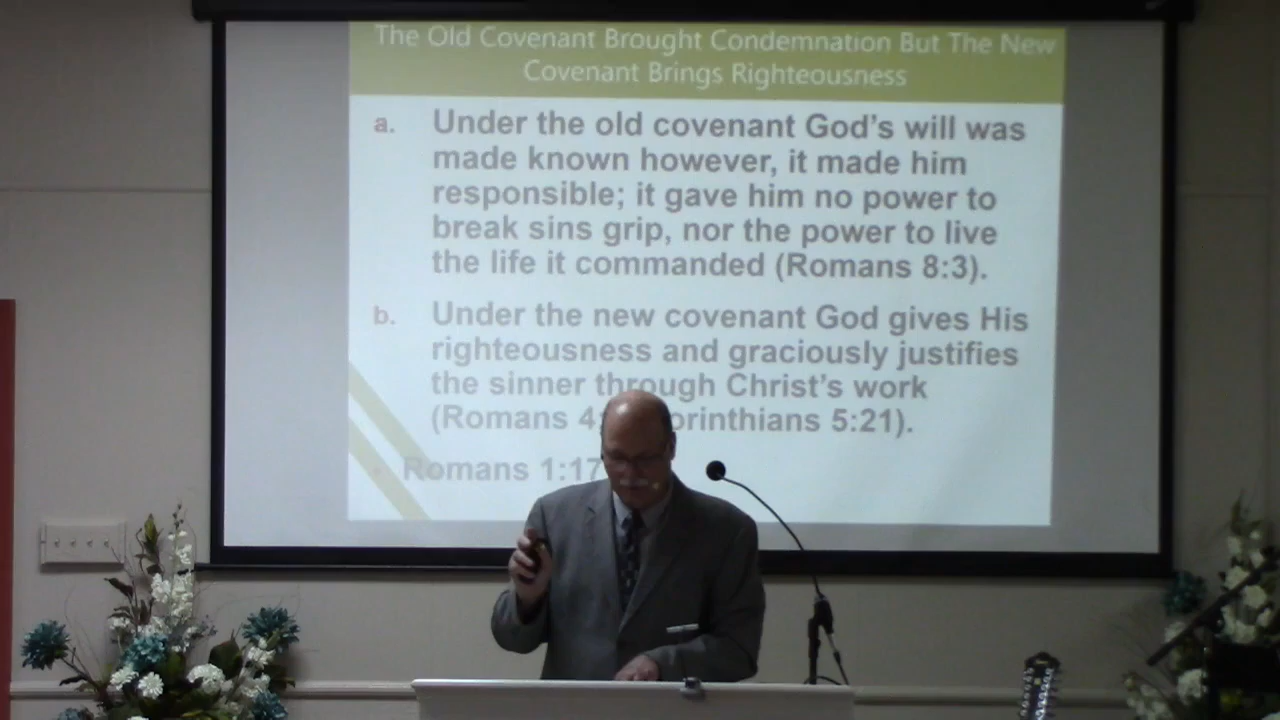 The Old Covenant Brought Condemnation But The New
Covenant Brings Righteousness
a. Under the old covenant God's will was
made known however, it made him
responsible; it gave him no power to
break sins grip, nor the power to live
the life it commanded (Romans 8:3).
b. Under the new covenant God gives His
righteousness and graciously justifies
the sinner through Christ's work
(Romans 4: orinthians 5:21).
• Romans 1:17